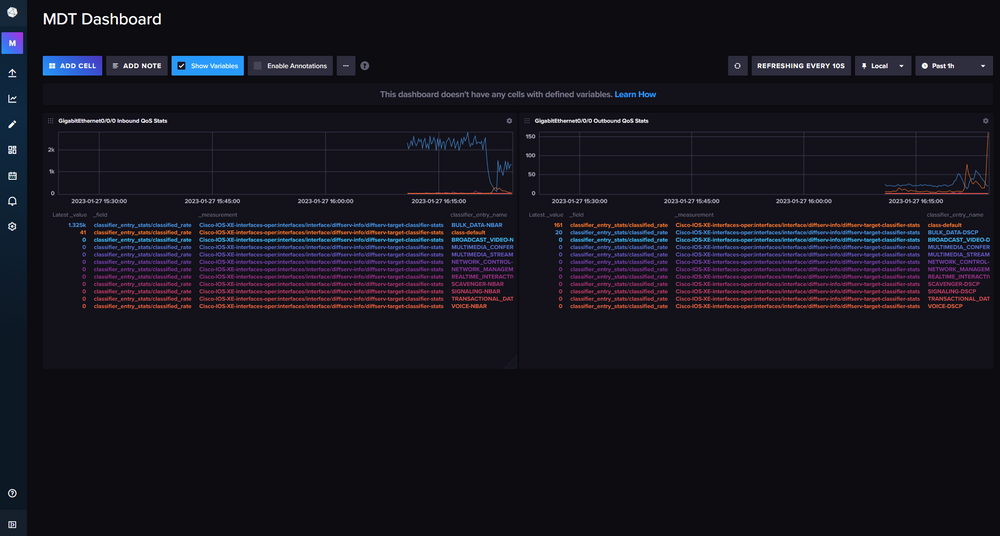 MDT Dashboard
M
ADD CELL
ADD NOTE
Show Variables
Enable Annotations
REFRESHING EVERY 10S
Local
Past 1h
This dashboard doesn't have any cells with defined variables. Learn How
GigabitEthernet0/0/0 Inbound QoS Stats
2k
1k
0
2023-01-27 15:30:00
2023-01-27 15:45:00
2023-01-27 16:00:00
2023-01-27 16:15:00
Latest _value _field _measurement classifier_entry_name
1.325k classifier_entry_stats/classified_rate Cisco-IOS-XE-interfaces-oper:interfaces/interface/diffserv-info/diffserv-target-classifier-stats BULK_DATA-NBAR
41 classifier_entry_stats/classified_rate Cisco-IOS-XE-interfaces-oper:interfaces/interface/diffserv-info/diffserv-target-classifier-stats class-default
0 classifier_entry_stats/classified_rate Cisco-IOS-XE-interfaces-oper:interfaces/interface/diffserv-info/diffserv-target-classifier-stats BROADCAST_VIDEO-N
0 classifier_entry_stats/classified_rate Cisco-IOS-XE-interfaces-oper:interfaces/interface/diffserv-info/diffserv-target-classifier-stats MULTIMEDIA_CONFER
0 classifier_entry_stats/classified_rate Cisco-IOS-XE-interfaces-oper:interfaces/interface/diffserv-info/diffserv-target-classifier-stats MULTIMEDIA_STREAM
0 classifier_entry_stats/classified_rate Cisco-IOS-XE-interfaces-oper:interfaces/interface/diffserv-info/diffserv-target-classifier-stats NETWORK_CONTROL-
0 classifier_entry_stats/classified_rate Cisco-IOS-XE-interfaces-oper:interfaces/interface/diffserv-info/diffserv-target-classifier-stats NETWORK_MANAGEM
0 classifier_entry_stats/classified_rate Cisco-IOS-XE-interfaces-oper:interfaces/interface/diffserv-info/diffserv-target-classifier-stats REALTIME_INTERACTI
0 classifier_entry_stats/classified_rate Cisco-IOS-XE-interfaces-oper:interfaces/interface/diffserv-info/diffserv-target-classifier-stats SCAVENGER-NBAR
0 classifier_entry_stats/classified_rate Cisco-IOS-XE-interfaces-oper:interfaces/interface/diffserv-info/diffserv-target-classifier-stats SIGNALING-NBAR
0 classifier_entry_stats/classified_rate Cisco-IOS-XE-interfaces-oper:interfaces/interface/diffserv-info/diffserv-target-classifier-stats TRANSACTIONAL_DAT
0 classifier_entry_stats/classified_rate Cisco-IOS-XE-interfaces-oper:interfaces/interface/diffserv-info/diffserv-target-classifier-stats VOICE-NBAR
GigabitEthernet0/0/0 Outbound QoS Stats
150
100
50
0
2023-01-27 15:30:00
2023-01-27 15:45:00
2023-01-27 16:00:00
2023-01-27 16:15:00
Latest _value _field _measurement classifier_entry_name
161 classifier_entry_stats/classified_rate Cisco-IOS-XE-interfaces-oper:interfaces/interface/diffserv-info/diffserv-target-classifier-stats class-default
20 classifier_entry_stats/classified_rate Cisco-IOS-XE-interfaces-oper:interfaces/interface/diffserv-info/diffserv-target-classifier-stats BULK_DATA-DSCP
0 classifier_entry_stats/classified_rate Cisco-IOS-XE-interfaces-oper:interfaces/interface/diffserv-info/diffserv-target-classifier-stats BROADCAST_VIDEO-D
0 classifier_entry_stats/classified_rate Cisco-IOS-XE-interfaces-oper:interfaces/interface/diffserv-info/diffserv-target-classifier-stats MULTIMEDIA_CONFER
0 classifier_entry_stats/classified_rate Cisco-IOS-XE-interfaces-oper:interfaces/interface/diffserv-info/diffserv-target-classifier-stats MULTIMEDIA_STREAM
0 classifier_entry_stats/classified_rate Cisco-IOS-XE-interfaces-oper:interfaces/interface/diffserv-info/diffserv-target-classifier-stats NETWORK_CONTROL-
0 classifier_entry_stats/classified_rate Cisco-IOS-XE-interfaces-oper:interfaces/interface/diffserv-info/diffserv-target-classifier-stats NETWORK_MANAGEM
0 classifier_entry_stats/classified_rate Cisco-IOS-XE-interfaces-oper:interfaces/interface/diffserv-info/diffserv-target-classifier-stats REALTIME_INTERACTI
0 classifier_entry_stats/classified_rate Cisco-IOS-XE-interfaces-oper:interfaces/interface/diffserv-info/diffserv-target-classifier-stats SCAVENGER-DSCP
0 classifier_entry_stats/classified_rate Cisco-IOS-XE-interfaces-oper:interfaces/interface/diffserv-info/diffserv-target-classifier-stats SIGNALING-DSCP
0 classifier_entry_stats/classified_rate Cisco-IOS-XE-interfaces-oper:interfaces/interface/diffserv-info/diffserv-target-classifier-stats TRANSACTIONAL_DAT
0 classifier_entry_stats/classified_rate Cisco-IOS-XE-interfaces-oper:interfaces/interface/diffserv-info/diffserv-target-classifier-stats VOICE-DSCP